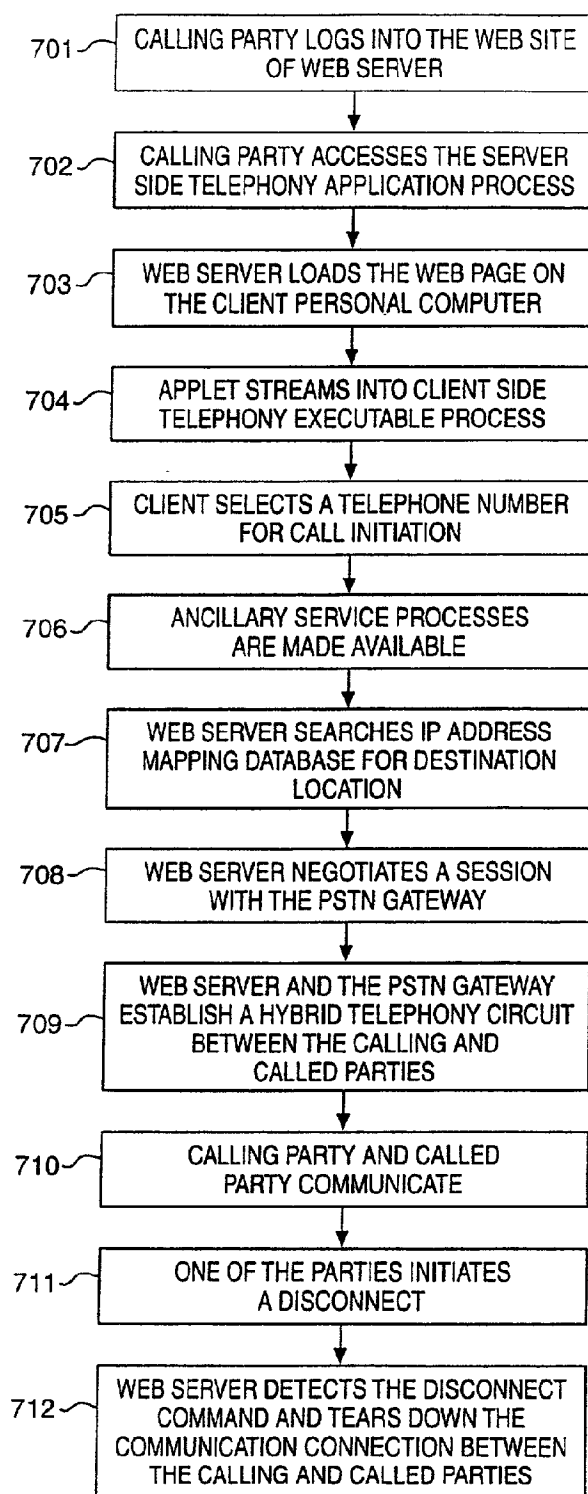 701
CALLING PARTY LOGS INTO THE WEB SITE
OF WEB SERVER
702
CALLING PARTY ACCESSES THE SERVER
SIDE TELEPHONY APPLICATION PROCESS
703
WEB SERVER LOADS THE WEB PAGE ON
THE CLIENT PERSONAL COMPUTER
704
APPLET STREAMS INTO CLIENT SIDE
TELEPHONY EXECUTABLE PROCESS
705
CLIENT SELECTS A TELEPHONE NUMBER
FOR CALL INITIATION
706
ANCILLARY SERVICE PROCESSES
ARE MADE AVAILABLE
707
WEB SERVER SEARCHES IP ADDRESS
MAPPING DATABASE FOR DESTINATION
LOCATION
708
WEB SERVER NEGOTIATES A SESSION
WITH THE PSTN GATEWAY
709
WEB SERVER AND THE PSTN GATEWAY
ESTABLISH A HYBRID TELEPHONY CIRCUIT
BETWEEN THE CALLING AND
CALLED PARTIES
710
CALLING PARTY AND CALLED
PARTY COMMUNICATE
711
ONE OF THE PARTIES INITIATES
A DISCONNECT
712
WEB SERVER DETECTS THE DISCONNECT
COMMAND AND TEARS DOWN THE
COMMUNICATION CONNECTION BETWEEN
THE CALLING AND CALLED PARTIES